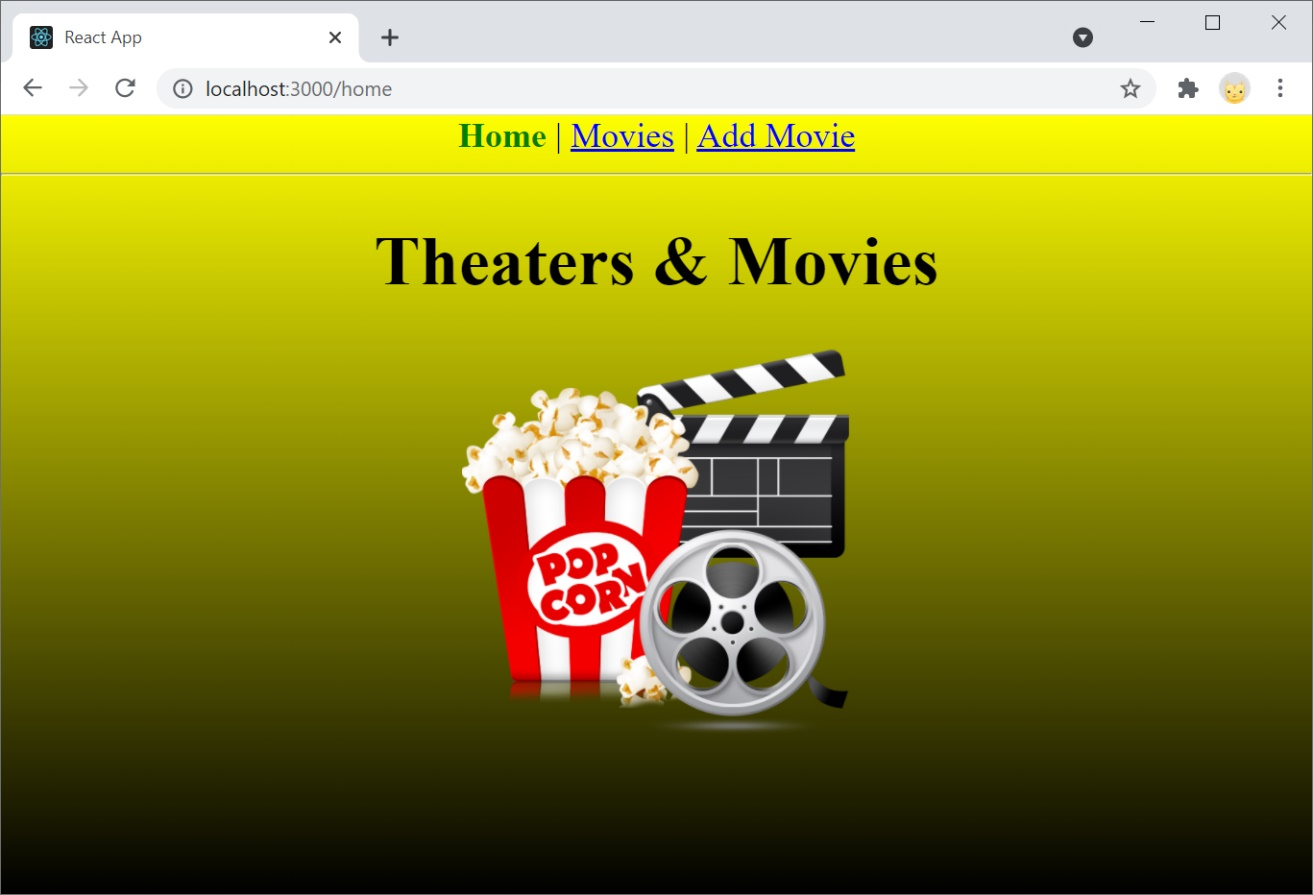 React App
localhost:3000/home
Home | Movies | Add Movie
Theaters & Movies
POP
CORN